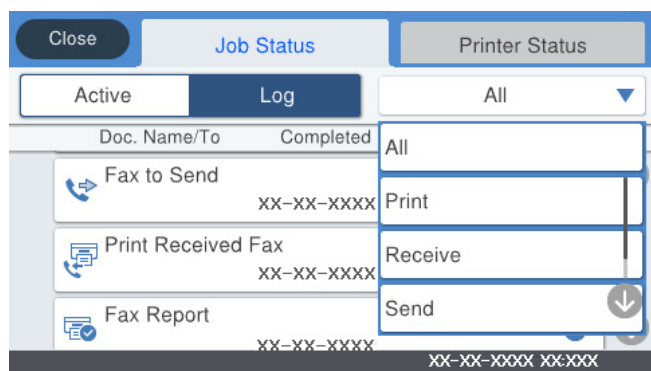 Close Job Status Printer Status
Active Log All
Doc. Name/To Completed
All
Fax to Send
XX-XX-XXXX
Print
Print Received Fax
XX-XX-XXXX
Receive
Fax Report
XX-XX-XXXX
Send
XX-XX-XXXX XX:XXX